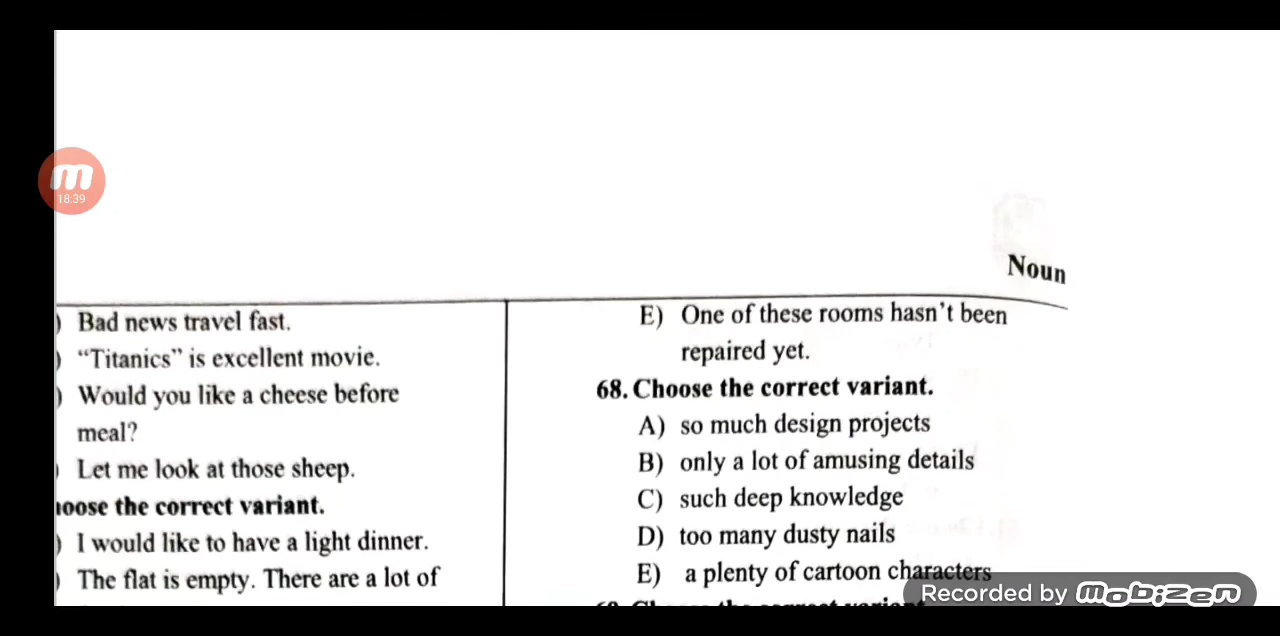 18:39
Noun
) Bad news travel fast.
) “Titanics” is excellent movie.
) Would you like a cheese before
meal?
) Let me look at those sheep.
oose the correct variant.
) I would like to have a light dinner.
) The flat is empty. There are a lot of
E) One of these rooms hasn’t been
repaired yet.
68. Choose the correct variant.
A) so much design projects
B) only a lot of amusing details
C) such deep knowledge
D) too many dusty nails
E) a plenty of cartoon characters
Recorded by mobizen